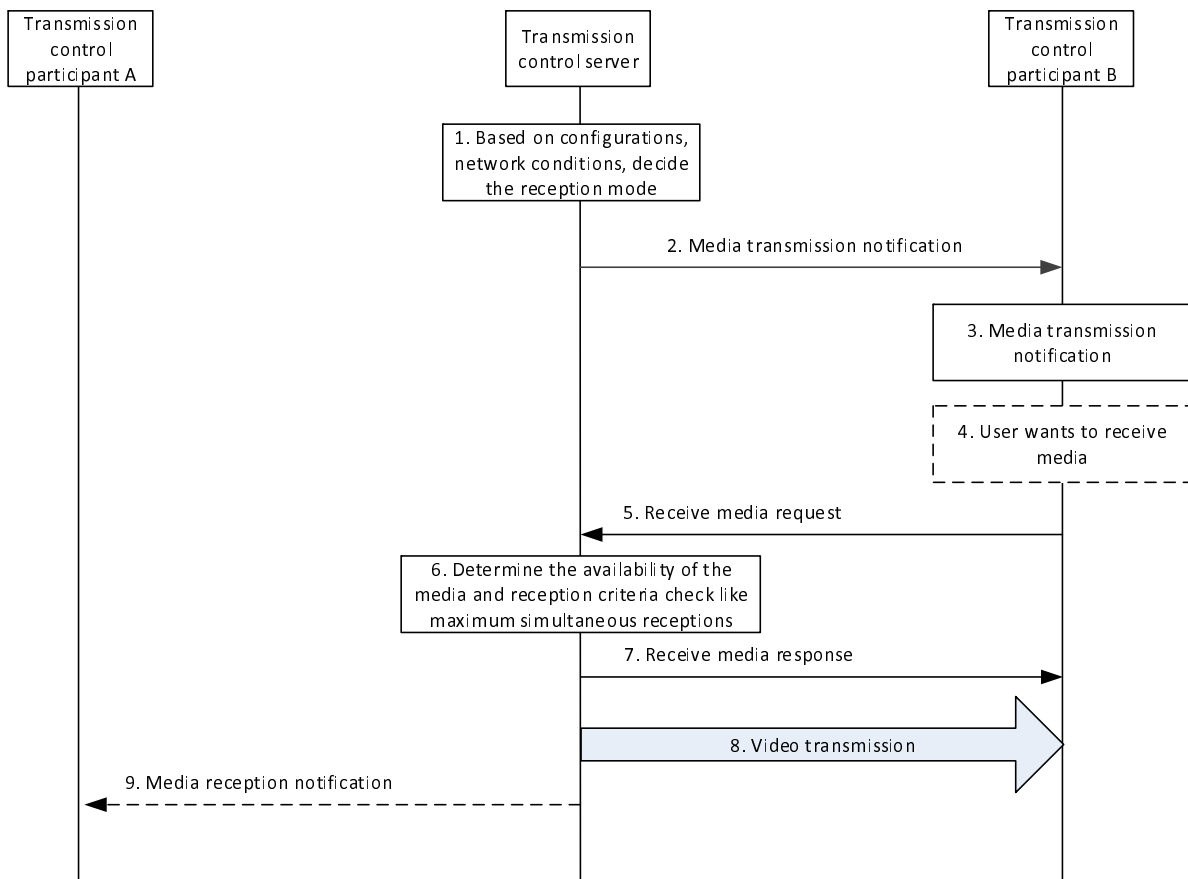 Transmission
control
participant A
Transmission
control server
Transmission
control
participant B
1. Based on configurations,
network conditions, decide
the reception mode
2. Media transmission notification
3. Media transmission
notification
4. User wants to receive
media
5. Receive media request
6. Determine the availability of the
media and reception criteria check like
maximum simultaneous receptions
7. Receive media response
8. Video transmission
9. Media reception notification